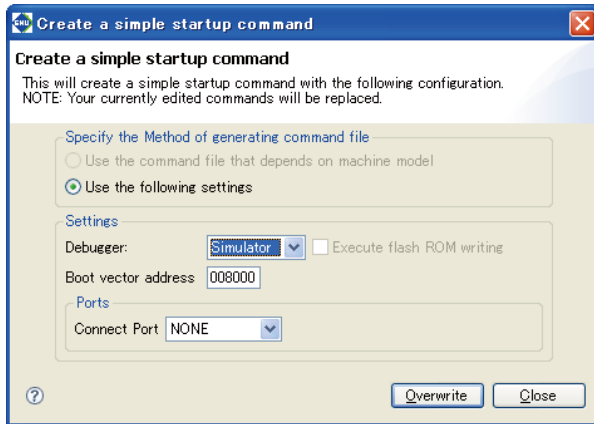 GNU Create a simple startup command
Create a simple startup command
This will create a simple startup command with the following configuration.
NOTE: Your currently edited commands will be replaced.
Specify the Method of generating command file
Use the command file that depends on machine model
Use the following settings
Settings
Debugger: Simulator Execute flash ROM writing
Boot vector address 008000
Ports
Connect Port NONE
? Overwrite Close